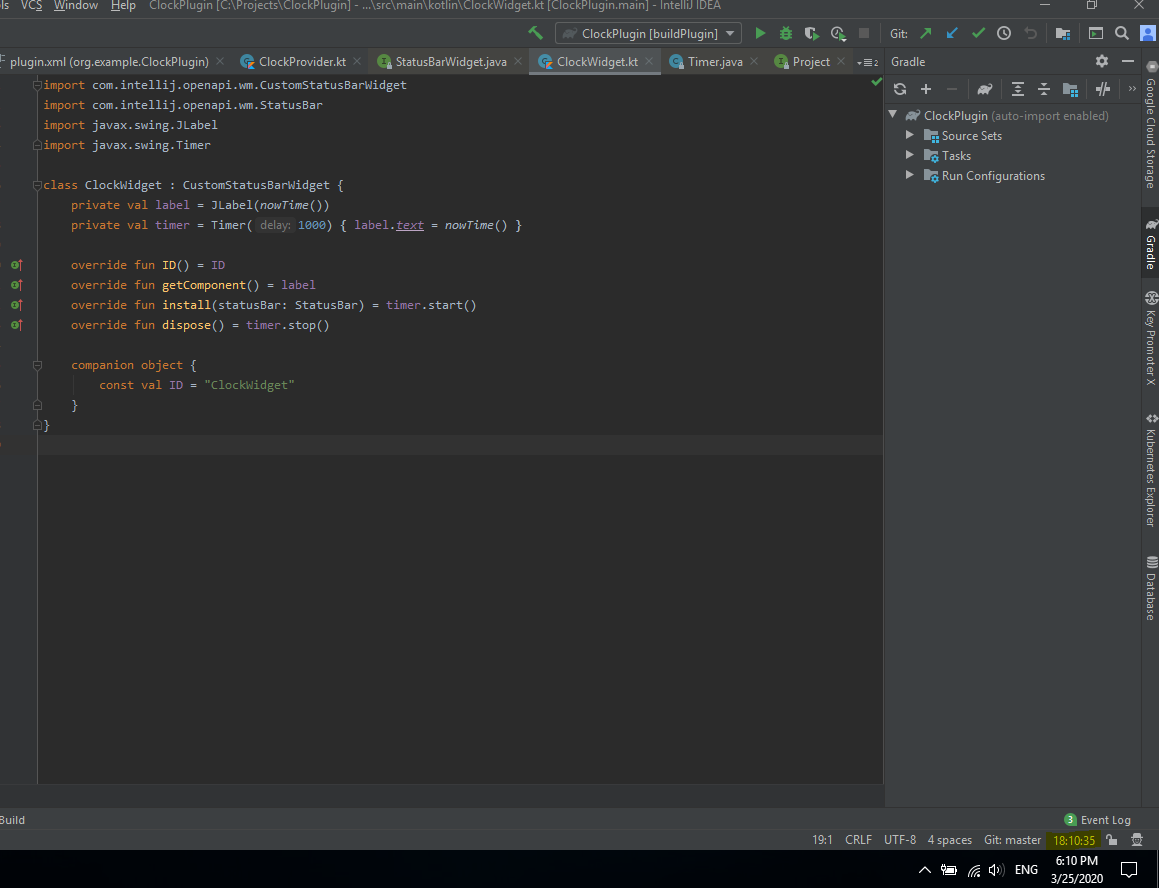 ls VCS Window Help ClockPlugin [C:\Projects\ClockPlugin] - ...\src\main\kotlin\ClockWidget.kt [ClockPlugin.main] - IntelliJ IDEA
ClockPlugin [buildPlugin] Git:
plugin.xml (org.example.ClockPlugin) ClockProvider.kt StatusBarWidget.java ClockWidget.kt Timer.java Project 2 Gradle
import com.intellij.openapi.wm.CustomStatusBarWidget
import com.intellij.openapi.wm.StatusBar
import javax.swing.JLabel
import javax.swing.Timer
class ClockWidget : CustomStatusBarWidget {
private val label = JLabel(nowTime())
private val timer = Timer( delay: 1000) { label.text = nowTime() }
override fun ID() = ID
override fun getComponent() = label
override fun install(statusBar: StatusBar) = timer.start()
override fun dispose() = timer.stop()
companion object {
const val ID = "ClockWidget"
}
}
ClockPlugin (auto-import enabled)
Source Sets
Tasks
Run Configurations
Google Cloud Storage
Gradle
Key Promoter X
Kubernetes Explorer
Database
Build 3 Event Log
19:1 CRLF UTF-8 4 spaces Git: master 18:10:35
ENG 6:10 PM
3/25/2020